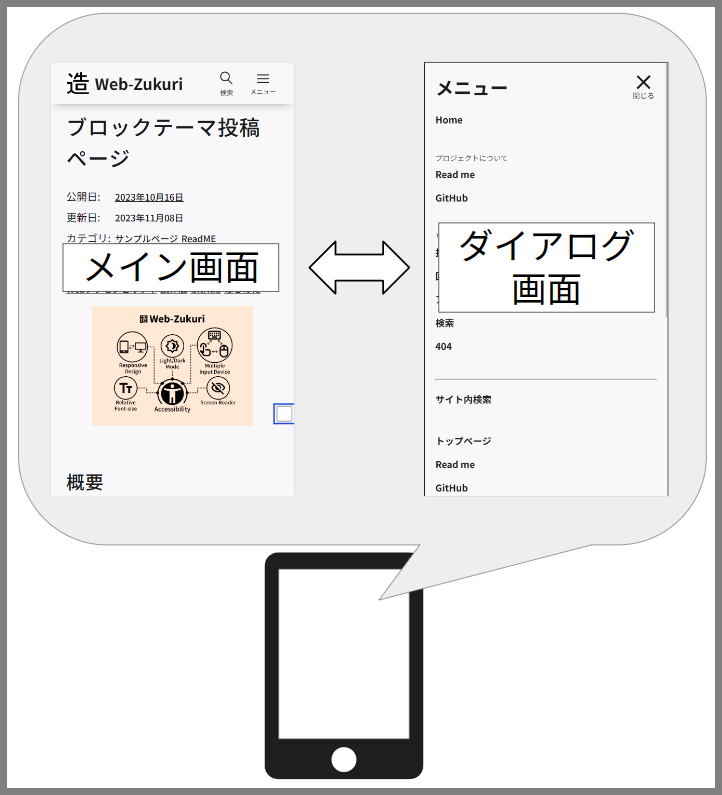 造 Web-Zukuri
検索
メニュー
ブロックテーマ投稿
ページ
公開日: 2023年10月16日
更新日: 2023年11月08日
カテゴリ: サンプルページ ReadME
メイン画面
Web-Zukuri
Responsive
Design
Light/Dark
Mode
Multiple
Input Device
Relative
Font-size
Accessibility
Screen Reader
概要
メニュー
閉じる
Home
プロジェクトについて
Read me
GitHub
ダイアログ
画面
検索
404
サイト内検索
トップページ
Read me
GitHub